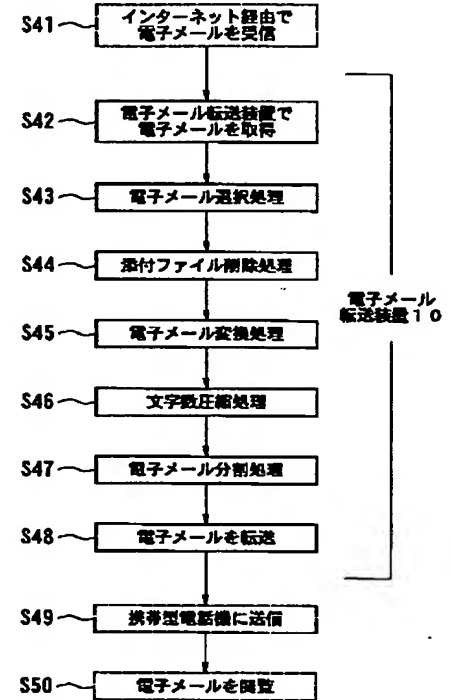 S41
インターネット経由で
電子メールを受信
S42
電子メール転送装置で
電子メールを取得
S43
電子メール選択処理
S44
添付ファイル削除処理
S45
電子メール変換処理
S46
文字数圧縮処理
S47
電子メール分割処理
S48
電子メールを転送
電子メール
転送装置10
S49
携帯型電話機に送信
S50
電子メールを閲覧